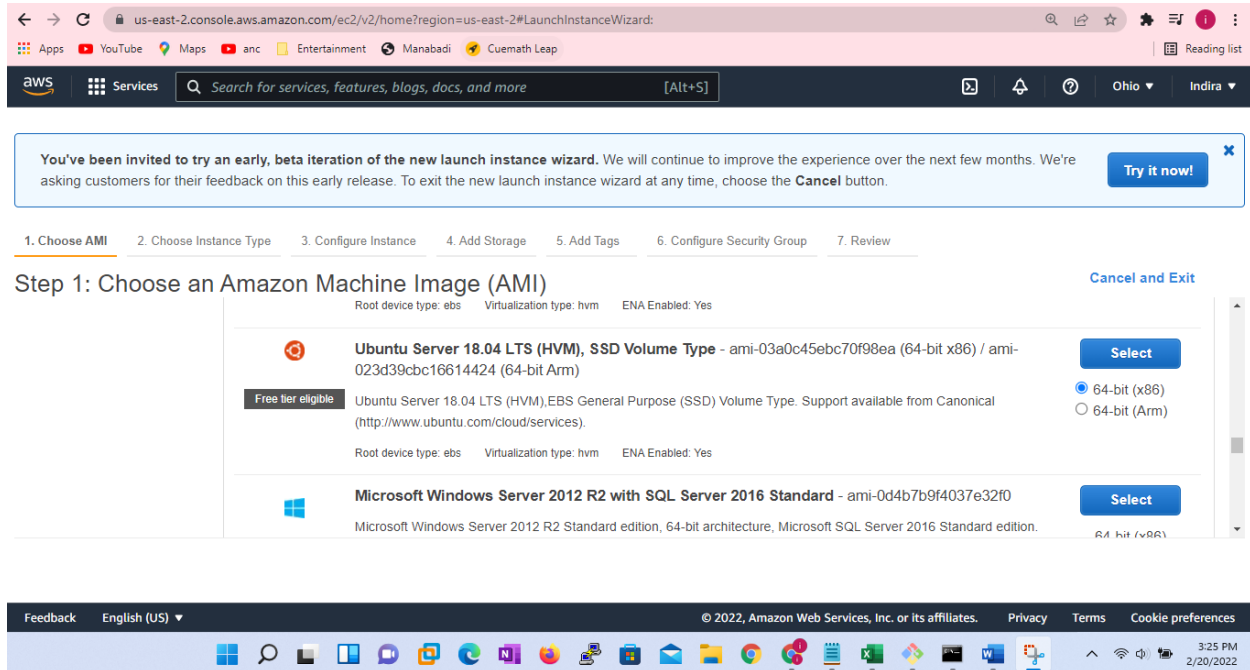 us-east-2.console.aws.amazon.com/ec2/v2/home?region=us-east-2#LaunchInstanceWizard:
i
Apps YouTube Maps anc Entertainment Manabadi Cuemath Leap Reading list
aws Services Search for services, features, blogs, docs, and more [Alt+S] Ohio ▼ Indira ▼
You've been invited to try an early, beta iteration of the new launch instance wizard. We will continue to improve the experience over the next few months. We're
asking customers for their feedback on this early release. To exit the new launch instance wizard at any time, choose the Cancel button.
Try it now!
1. Choose AMI 2. Choose Instance Type 3. Configure Instance 4. Add Storage 5. Add Tags 6. Configure Security Group 7. Review
Step 1: Choose an Amazon Machine Image (AMI)
Cancel and Exit
Root device type: ebs Virtualization type: hvm ENA Enabled: Yes
Ubuntu Server 18.04 LTS (HVM), SSD Volume Type - ami-03a0c45ebc70f98ea (64-bit x86) / ami-
023d39cbc16614424 (64-bit Arm)
Select
64-bit (x86)
64-bit (Arm)
Free tier eligible
Ubuntu Server 18.04 LTS (HVM),EBS General Purpose (SSD) Volume Type. Support available from Canonical
(http://www.ubuntu.com/cloud/services).
Root device type: ebs Virtualization type: hvm ENA Enabled: Yes
Microsoft Windows Server 2012 R2 with SQL Server 2016 Standard - ami-0d4b7b9f4037e32f0
Select
Microsoft Windows Server 2012 R2 Standard edition, 64-bit architecture, Microsoft SQL Server 2016 Standard edition.
64-bit (x86)
Feedback English (US) ▼ © 2022, Amazon Web Services, Inc. or its affiliates. Privacy Terms Cookie preferences
3:25 PM
2/20/2022